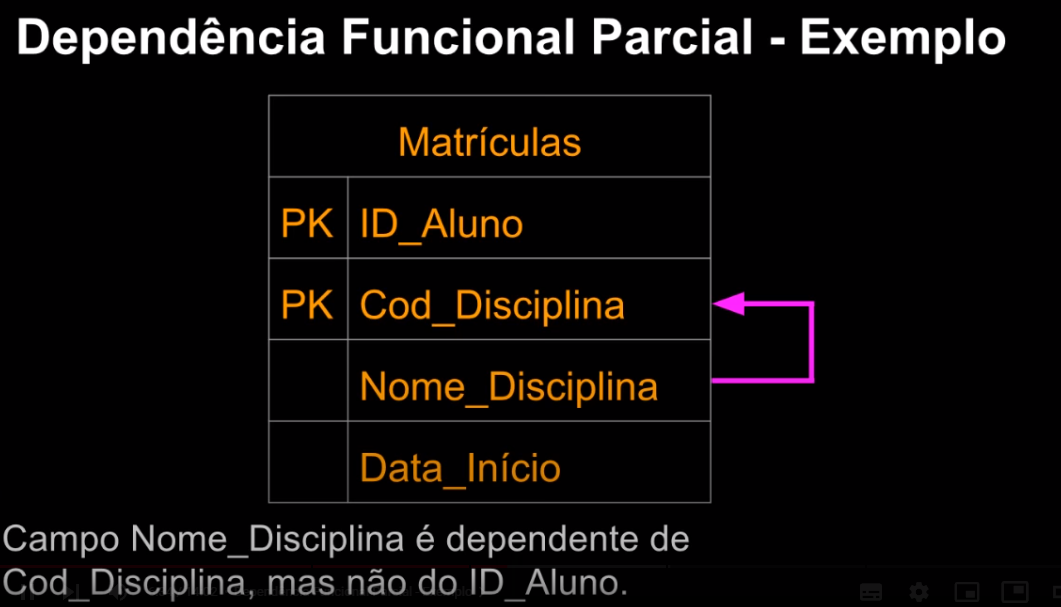 Dependência Funcional Parcial - Exemplo
Matrículas
PK ID_Aluno
PK Cod_Disciplina
Nome_Disciplina
Data_Início
Campo Nome_Disciplina é dependente de
Cod_Disciplina, mas não do ID_Aluno.